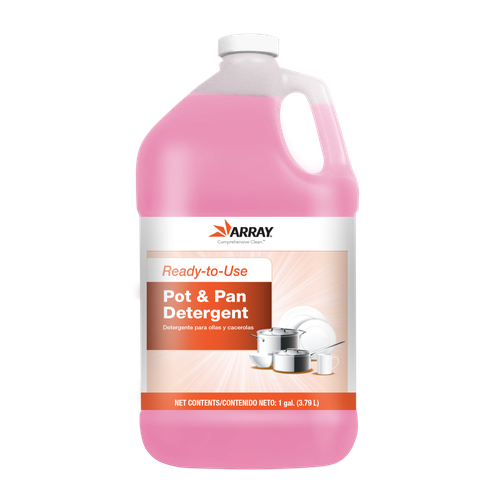 ARRAY
Comprehensive Clean.™
Ready-to-Use
Pot & Pan
Detergent
Detergente para ollas y cacerolas
NET CONTENTS/CONTENIDO NETO: 1 gal. (3.79 L)